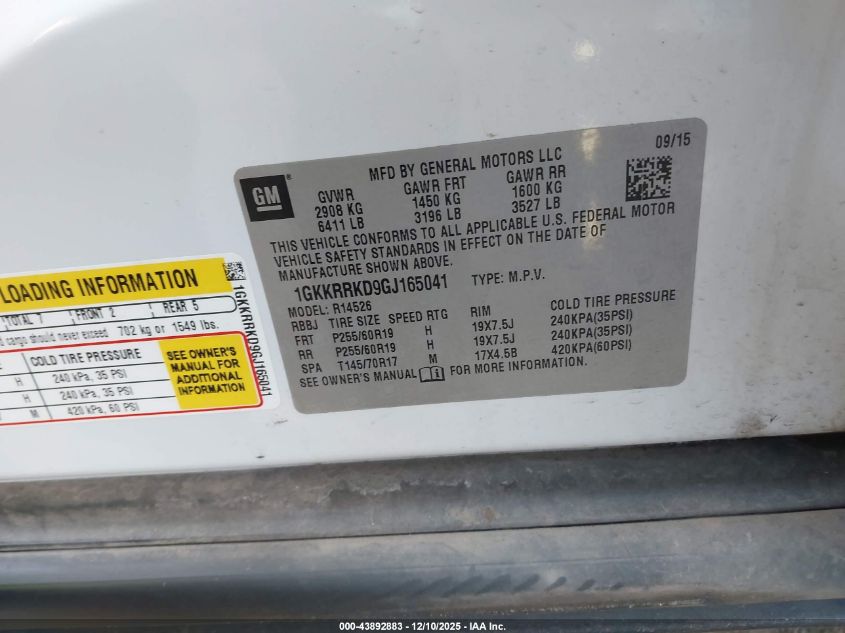 09/15
MFD BY GENERAL MOTORS LLC
GM
GVWR GAWR FRT GAWR RR
2908 KG 1450 KG 1600 KG
6411 LB 3196 LB 3527 LB
THIS VEHICLE CONFORMS TO ALL APPLICABLE U.S. FEDERAL MOTOR
VEHICLE SAFETY STANDARDS IN EFFECT ON THE DATE OF
MANUFACTURE SHOWN ABOVE.
1GKKRRKD9GJ165041 TYPE: M.P.V.
MODEL: R14526
RBBJ TIRE SIZE SPEED RTG RIM COLD TIRE PRESSURE
FRT P255/60R19 H 19X7.5J 240KPA(35PSI)
RR P255/60R19 H 19X7.5J 240KPA(35PSI)
SPA T145/70R17 M 17X4.5B 420KPA(60PSI)
SEE OWNER'S MANUAL i FOR MORE INFORMATION.
LOADING INFORMATION
TOTAL 7 FRONT 2 REAR 5
cargo should never exceed 702 kg or 1549 lbs.
COLD TIRE PRESSURE
H 240 kPa, 35 PSI
H 240 kPa, 35 PSI
M 420 kPa, 60 PSI
SEE OWNER'S
MANUAL FOR
ADDITIONAL
INFORMATION
1GKKRRKD9GJ165041
000-43892883 - 12/10/2025 - IAA Inc.